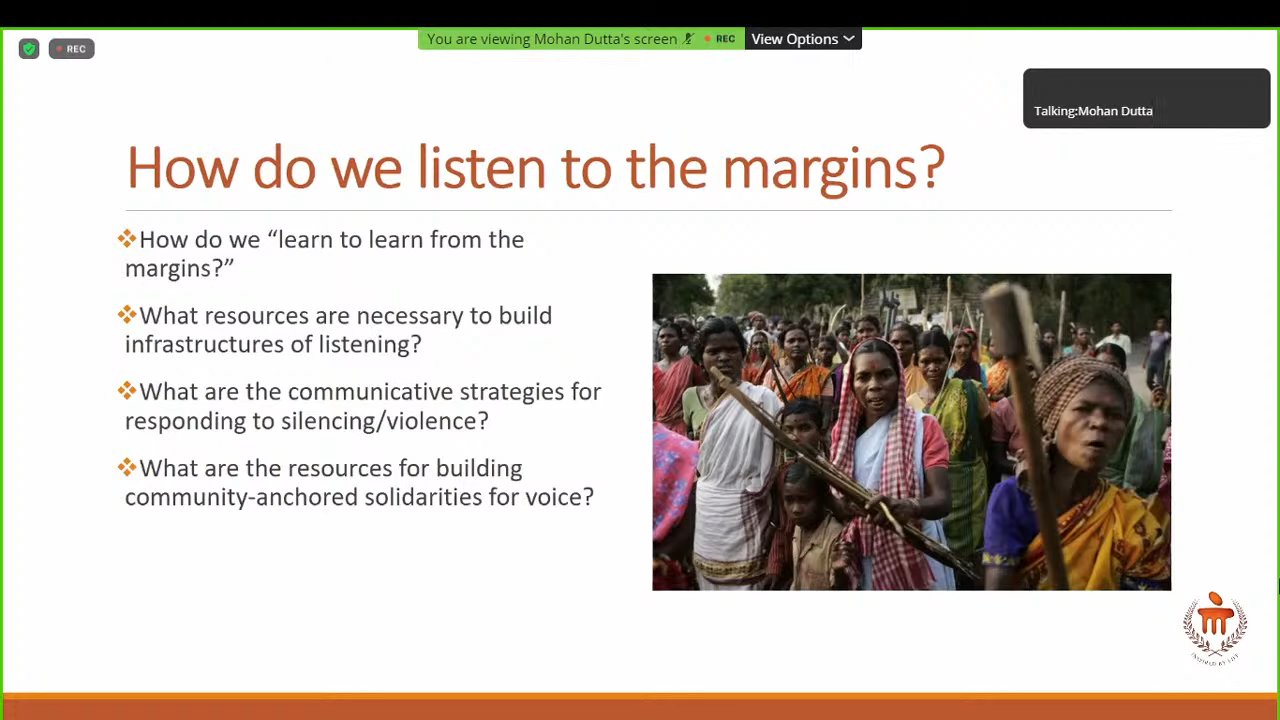 You are viewing Mohan Dutta's screen REC View Options
REC
Talking:Mohan Dutta
How do we listen to the margins?
How do we “learn to learn from the
margins?”
What resources are necessary to build
infrastructures of listening?
What are the communicative strategies for
responding to silencing/violence?
What are the resources for building
community-anchored solidarities for voice?
INSPIRED BY LIFE